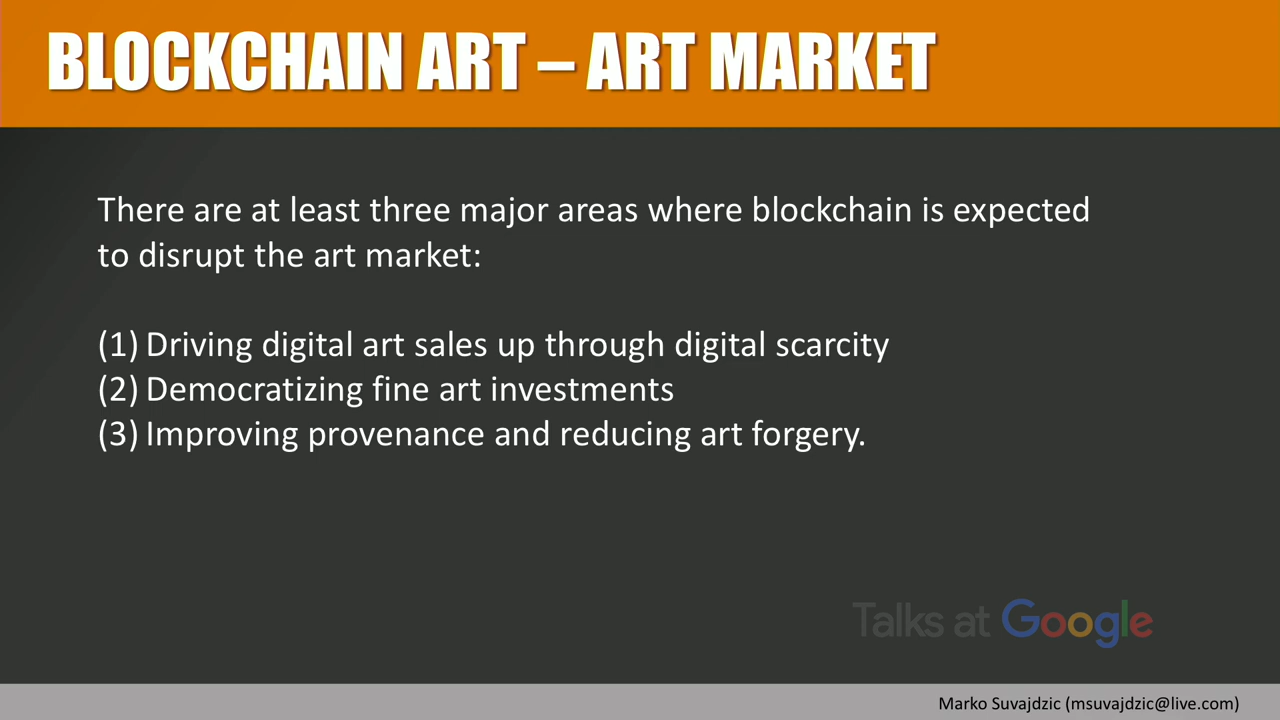 BLOCKCHAIN ART – ART MARKET
There are at least three major areas where blockchain is expected
to disrupt the art market:
(1) Driving digital art sales up through digital scarcity
(2) Democratizing fine art investments
(3) Improving provenance and reducing art forgery.
Talks at Google
Marko Suvajdzic (msuvajdzic@live.com)